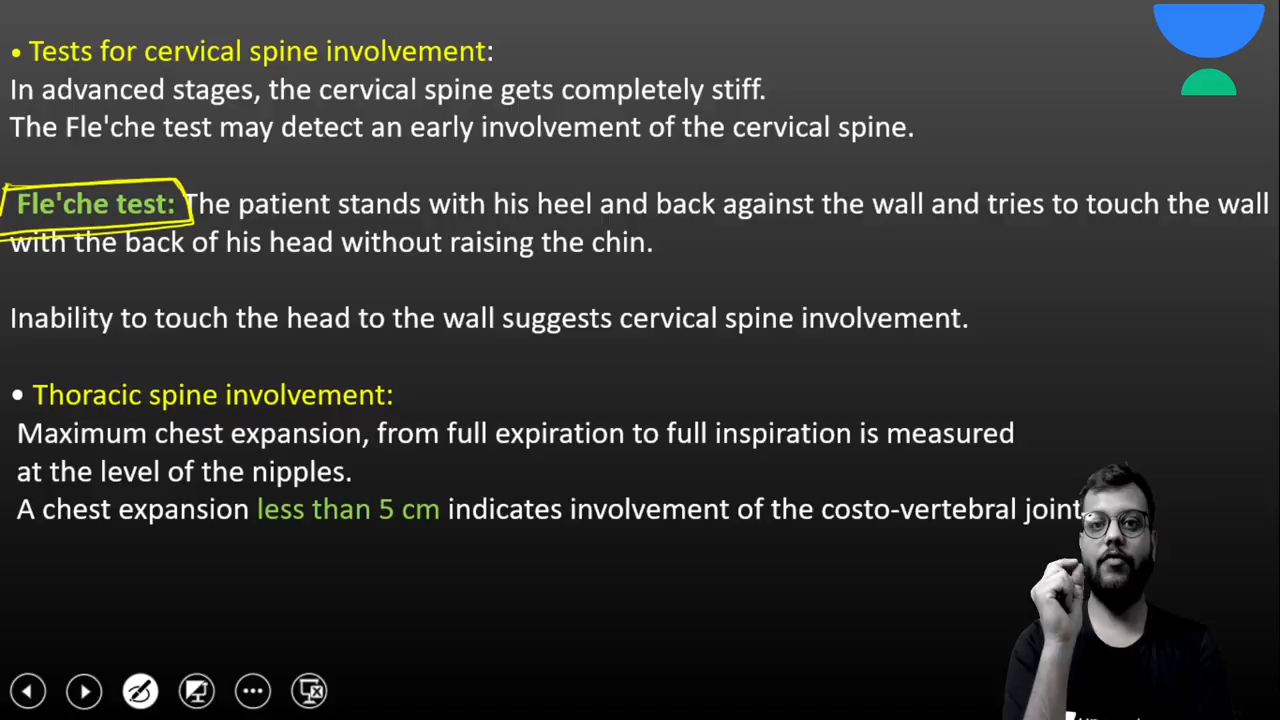 • Tests for cervical spine involvement:
In advanced stages, the cervical spine gets completely stiff.
The Fle'che test may detect an early involvement of the cervical spine.
Fle'che test: The patient stands with his heel and back against the wall and tries to touch the wall
with the back of his head without raising the chin.
Inability to touch the head to the wall suggests cervical spine involvement.
• Thoracic spine involvement:
Maximum chest expansion, from full expiration to full inspiration is measured
at the level of the nipples.
A chest expansion less than 5 cm indicates involvement of the costo-vertebral joint